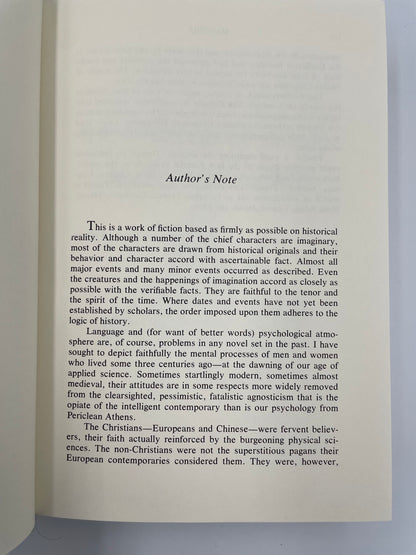 Author's Note
This is a work of fiction based as firmly as possible on historical
reality. Although a number of the chief characters are imaginary,
most of the characters are drawn from historical originals and their
behavior and character accord with ascertainable fact. Almost all
major events and many minor events occurred as described. Even
the creatures and the happenings of imagination accord as closely as
possible with the verifiable facts. They are faithful to the tenor and
the spirit of the time. Where dates and events have not yet been
established by scholars, the order imposed upon them adheres to the
logic of history.
Language and (for want of better words) psychological atmo-
sphere are, of course, problems in any novel set in the past. I have
sought to depict faithfully the mental processes of men and women
who lived some three centuries ago—at the dawning of our age of
applied science. Sometimes startlingly modern, sometimes almost
medieval, their attitudes are in some respects more widely removed
from the clearsighted, pessimistic, fatalistic agnosticism that is the
opiate of the intelligent contemporary than is our psychology from
Periclean Athens.
The Christians—Europeans and Chinese—were fervent believ-
ers, their faith actually reinforced by the burgeoning physical sci-
ences. The non-Christians were not the superstitious pagans their
European contemporaries considered them. They were, however,